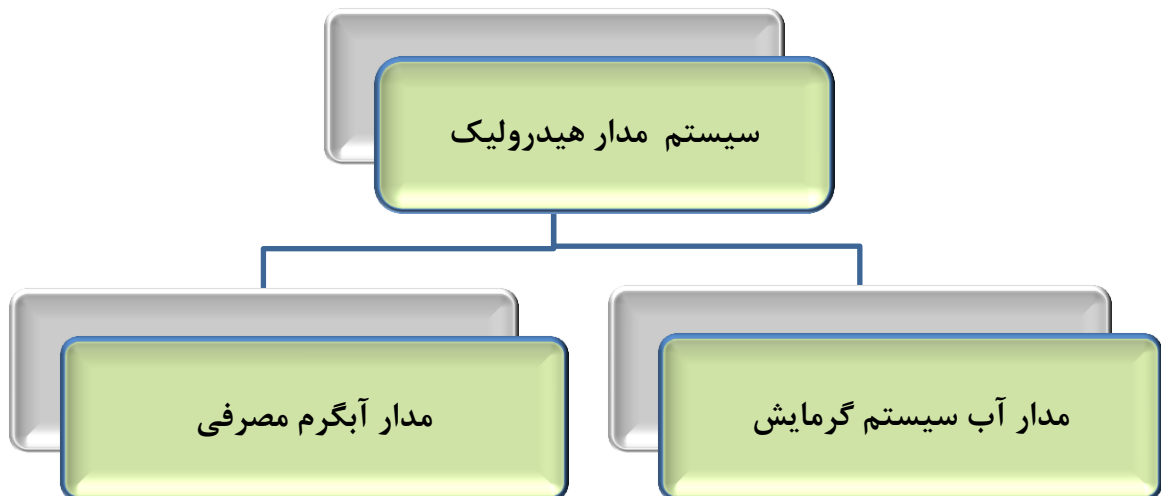 سیستم مدار هیدرولیک
مدار آب سیستم گرمایش
مدار آبگرم مصرفی